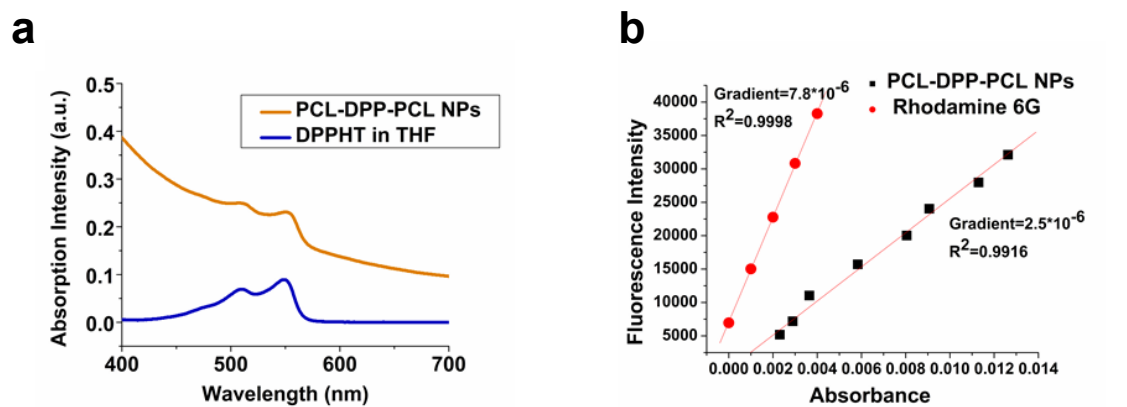 a
0.5
0.4
0.3
0.2
0.1
0.0
Absorption Intensity (a.u.)
PCL-DPP-PCL NPs
DPPHT in THF
400
500
600
700
Wavelength (nm)
b
40000
35000
30000
25000
20000
15000
10000
5000
Fluorescence Intensity
Gradient=7.8*10⁻⁶
R²=0.9998
PCL-DPP-PCL NPs
Rhodamine 6G
Gradient=2.5*10⁻⁶
R²=0.9916
0.000 0.002 0.004 0.006 0.008 0.010 0.012 0.014
Absorbance